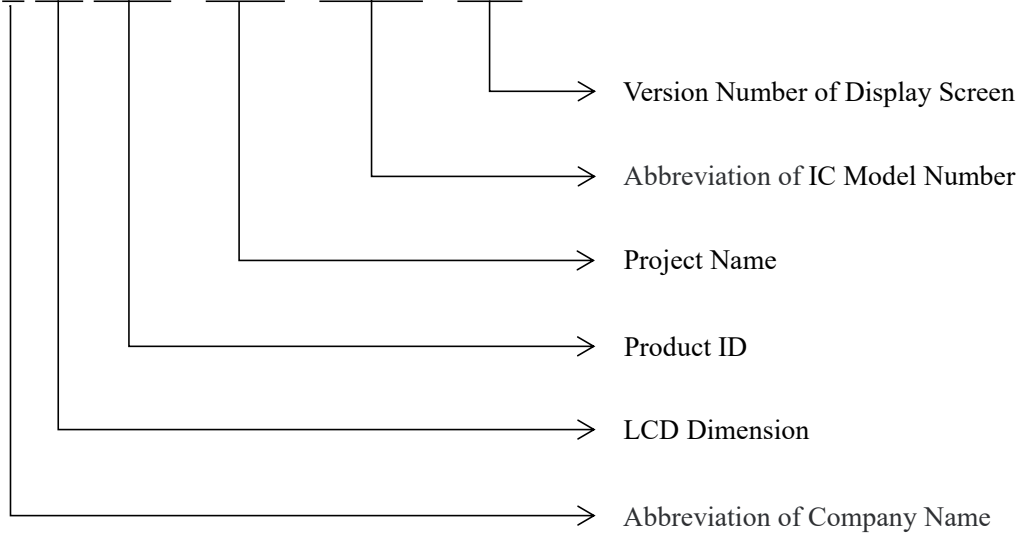 Version Number of Display Screen
Abbreviation of IC Model Number
Project Name
Product ID
LCD Dimension
Abbreviation of Company Name